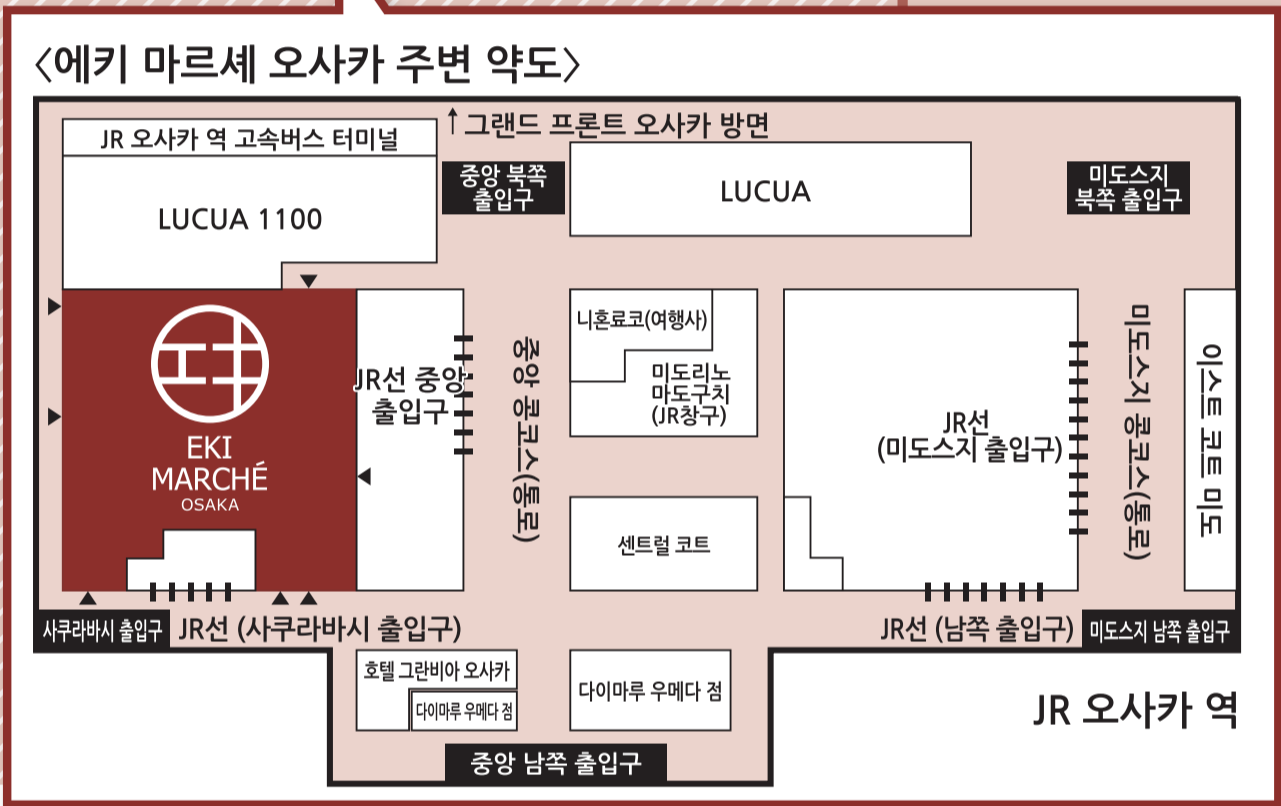 〈에키 마르셰 오사카 주변 약도〉
JR 오사카 역 고속버스 터미널
↑그랜드 프론트 오사카 방면
LUCUA 1100
중앙 북쪽
출입구
LUCUA
미도스지
북쪽 출입구
EKI
MARCHÉ
OSAKA
JR선 중앙
출입구
중앙 콩코스(통로)
니혼료코(여행사)
미도리노
마도구치
(JR창구)
센트럴 코트
JR선
(미도스지 출입구)
미도스지 콩코스(통로)
이스트 코트 미도
사쿠라바시 출입구
JR선 (사쿠라바시 출입구)
JR선 (남쪽 출입구)
미도스지 남쪽 출입구
호텔 그란비아 오사카
다이마루 우메다 점
다이마루 우메다 점
중앙 남쪽 출입구
JR 오사카 역